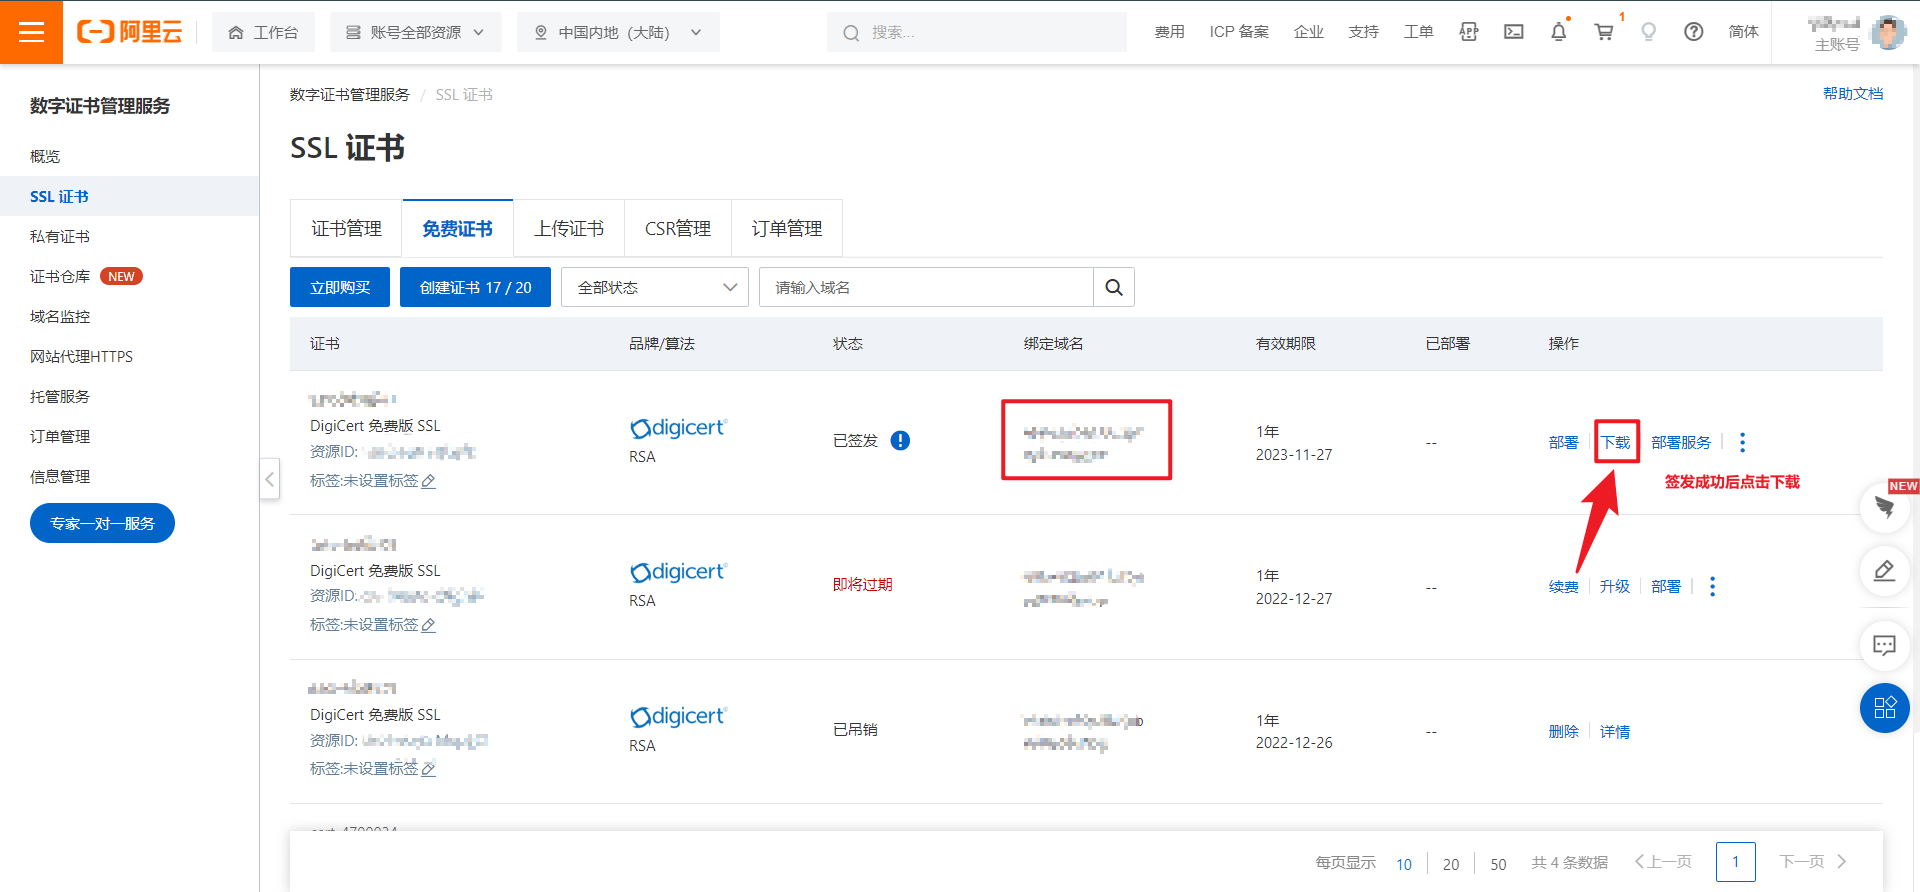 阿里云
工作台
账号全部资源
中国内地（大陆）
搜索...
费用
ICP 备案
企业
支持
工单
APP
1
简体
主账号
数字证书管理服务
概览
SSL 证书
私有证书
证书仓库 NEW
域名监控
网站代理HTTPS
托管服务
订单管理
信息管理
专家一对一服务
数字证书管理服务 / SSL 证书
帮助文档
SSL 证书
证书管理
免费证书
上传证书
CSR管理
订单管理
立即购买
创建证书 17 / 20
全部状态
请输入域名
证书 品牌/算法 状态 绑定域名 有效期限 已部署 操作
DigiCert 免费版 SSL
资源ID:
标签:未设置标签
digicert
RSA
已签发
1年
2023-11-27
--
部署 下载 部署服务
签发成功后点击下载
NEW
DigiCert 免费版 SSL
资源ID:
标签:未设置标签
digicert
RSA
即将过期
1年
2022-12-27
--
续费 升级 部署
DigiCert 免费版 SSL
资源ID:
标签:未设置标签
digicert
RSA
已吊销
1年
2022-12-26
--
删除 详情
每页显示 10 20 50 共 4 条数据 上一页 1 下一页